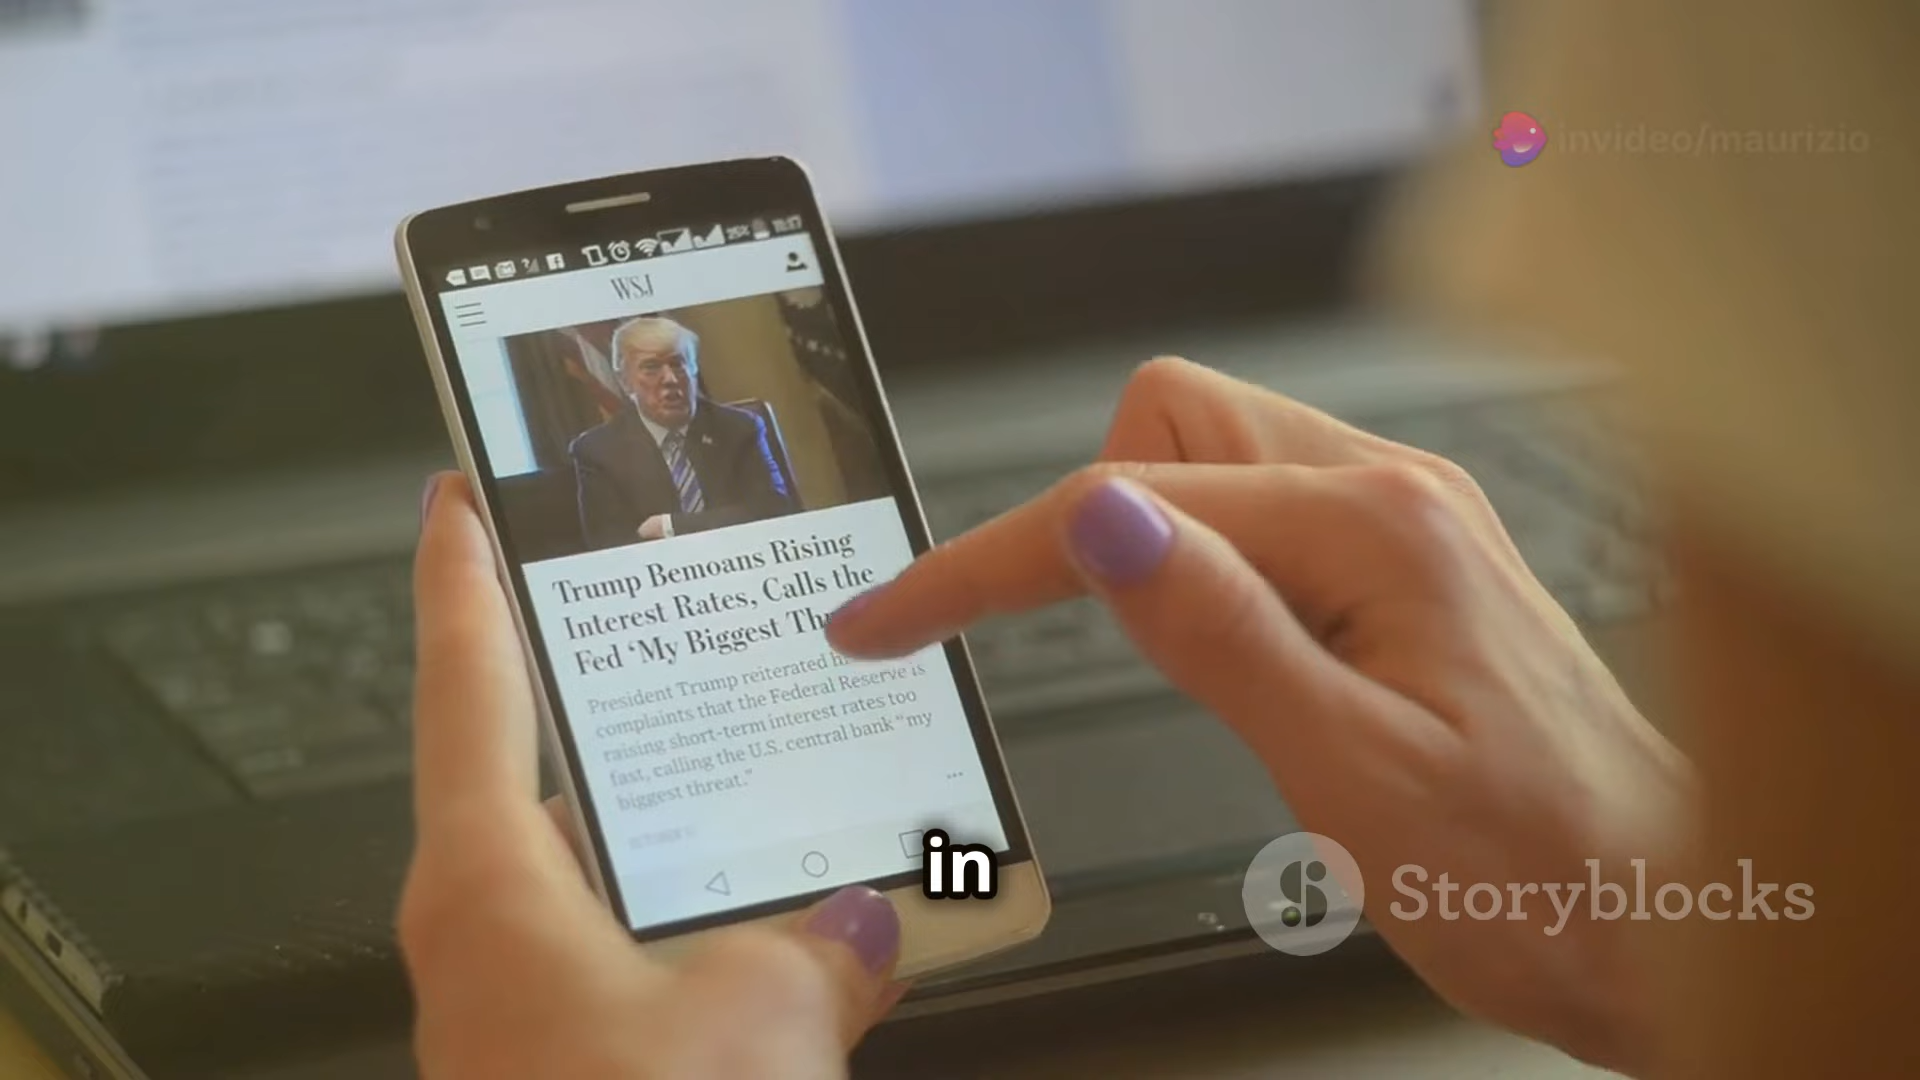 invideo/maurizio
25%
WSJ
Trump Bemoans Rising
Interest Rates, Calls the
Fed ‘My Biggest
President Trump reiterated
complaints that the Federal Reserve is
raising short-term interest rates too
fast, calling the U.S. central bank “my
biggest threat.”
in
Storyblocks